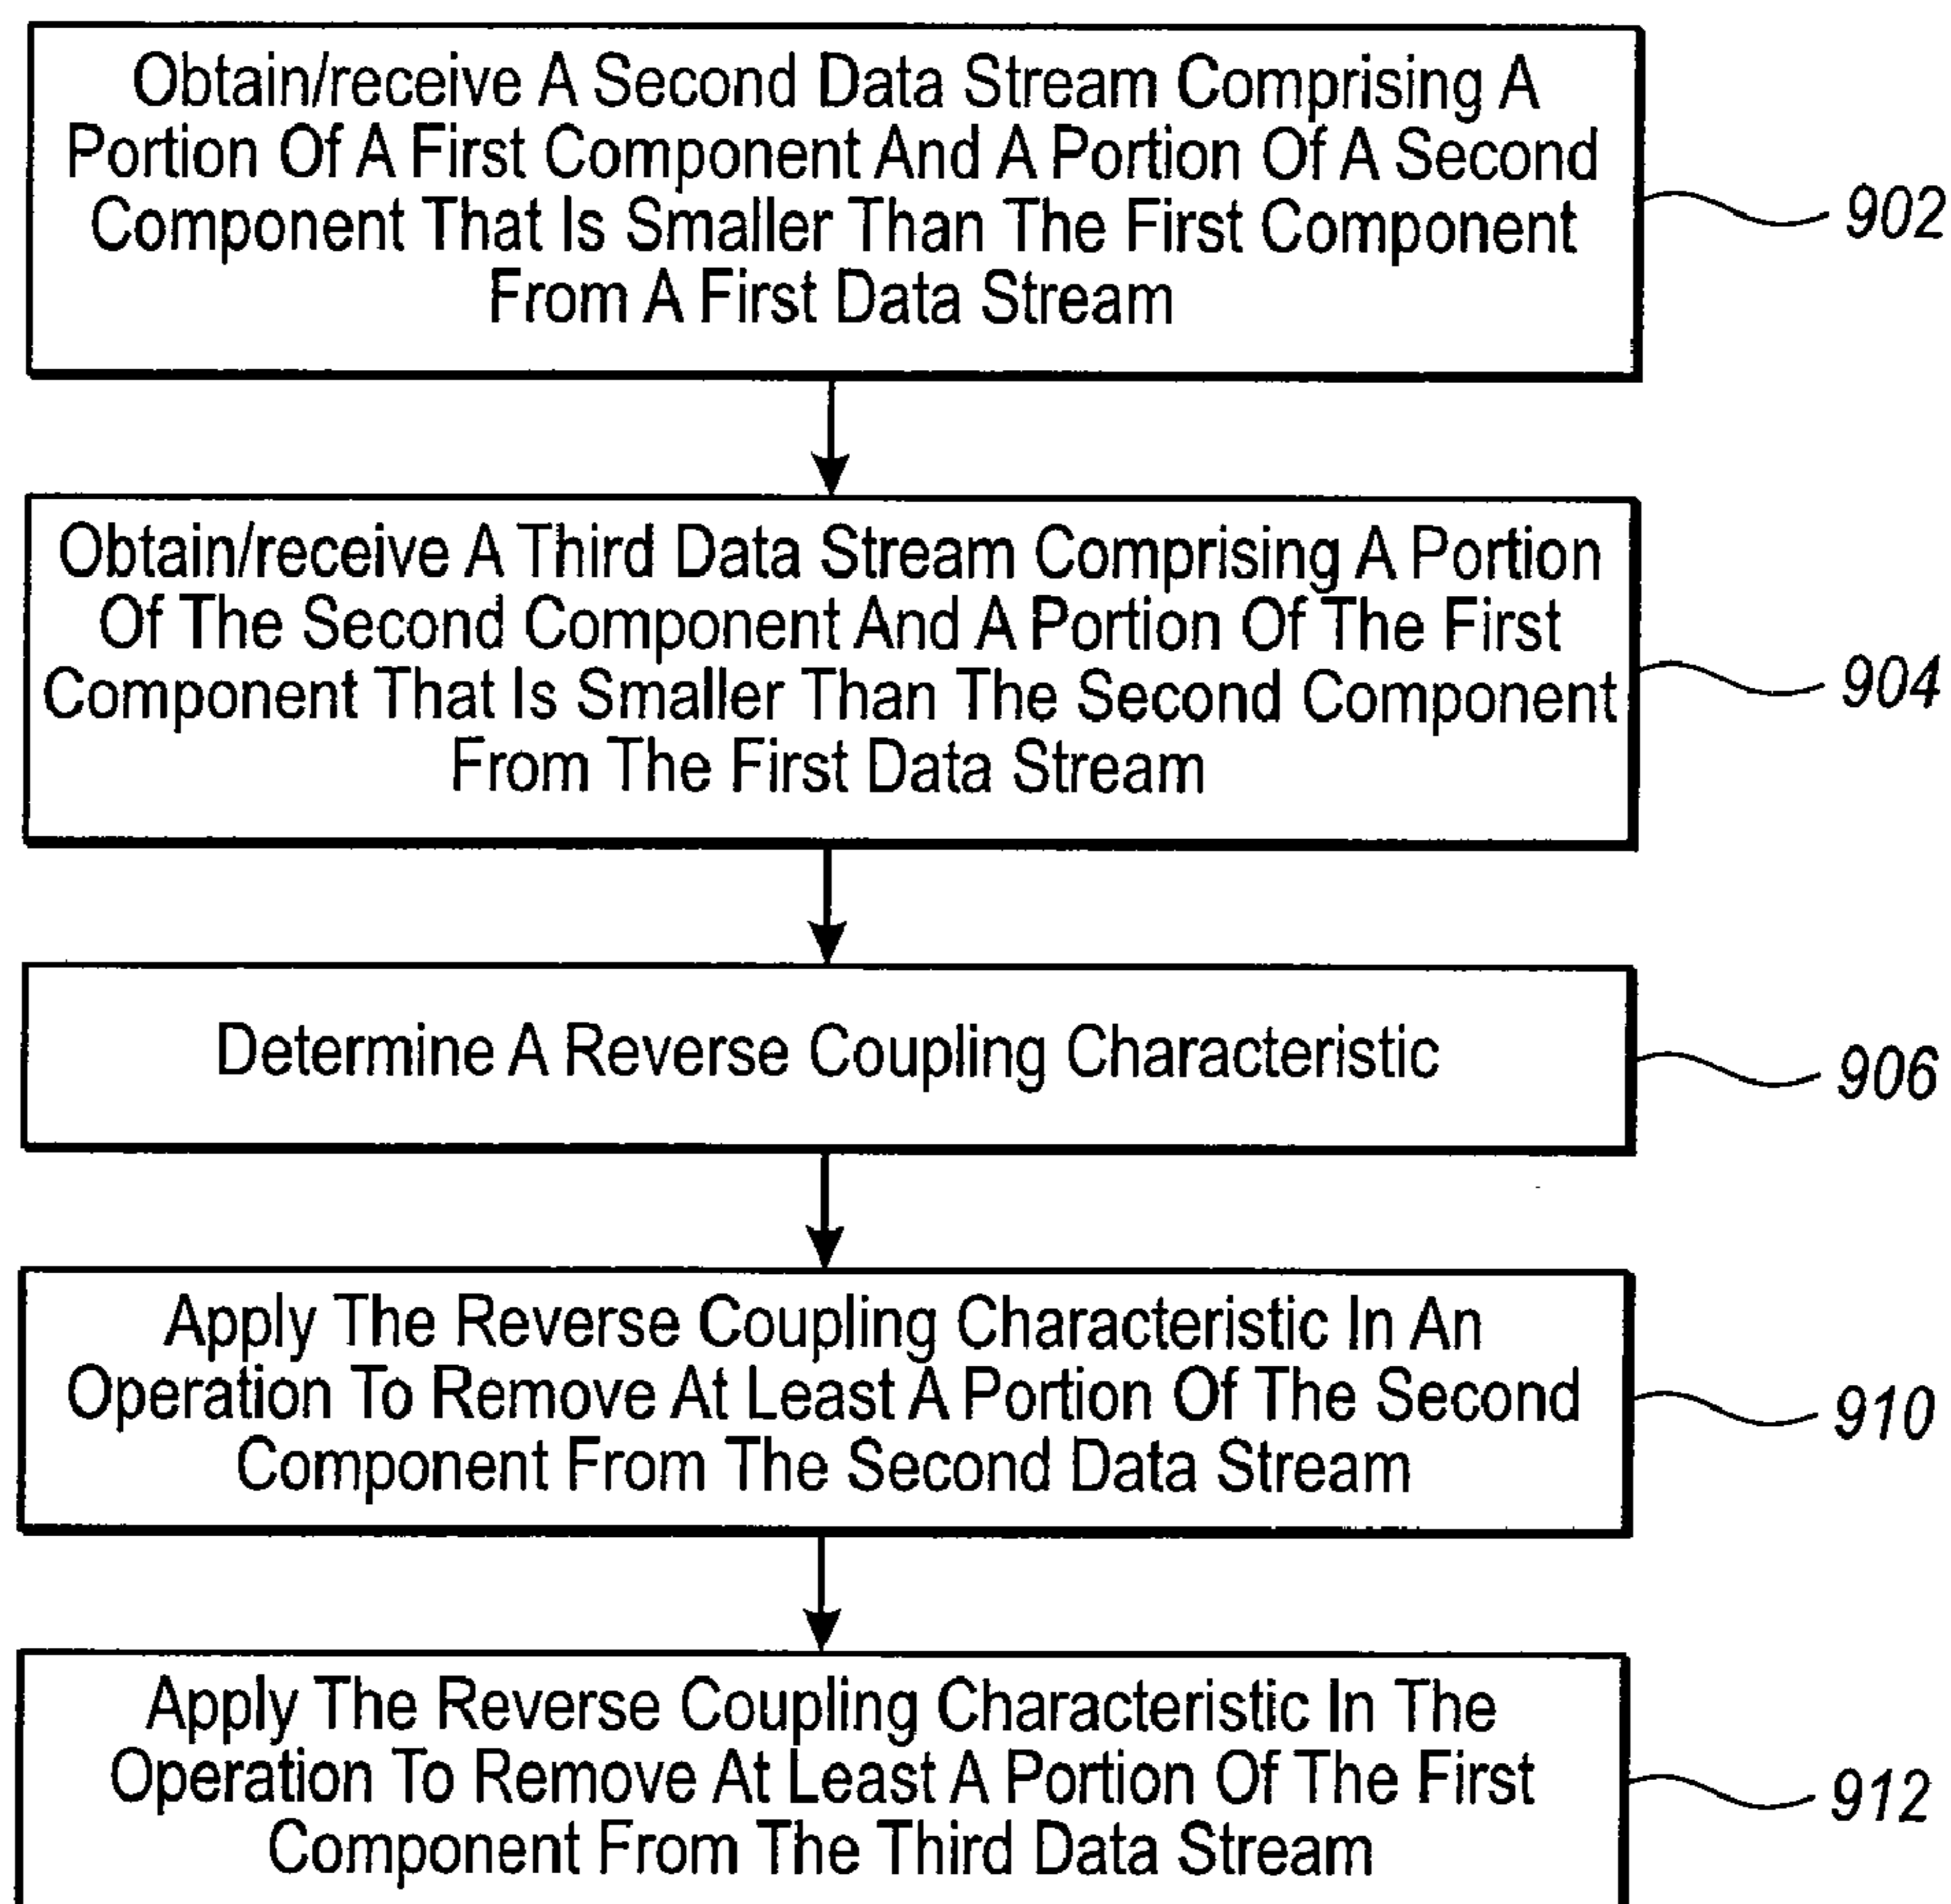 Obtain/receive A Second Data Stream Comprising A
Portion Of A First Component And A Portion Of A Second
Component That Is Smaller Than The First Component
From A First Data Stream
902
Obtain/receive A Third Data Stream Comprising A Portion
Of The Second Component And A Portion Of The First
Component That Is Smaller Than The Second Component
From The First Data Stream
904
Determine A Reverse Coupling Characteristic
906
Apply The Reverse Coupling Characteristic In An
Operation To Remove At Least A Portion Of The Second
Component From The Second Data Stream
910
Apply The Reverse Coupling Characteristic In The
Operation To Remove At Least A Portion Of The First
Component From The Third Data Stream
912